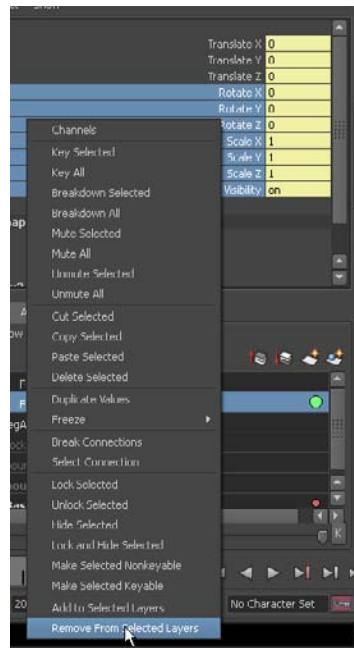 Translate X 0
Translate Y 0
Translate Z 0
Rotate X 0
Rotate Y 0
Rotate Z 0
Scale X 1
Scale Y 1
Scale Z 1
Visibility on
Channels
Key Selected
Key All
Breakdown Selected
Breakdown All
Mute Selected
Mute All
Unmute Selected
Unmute All
Cut Selected
Copy Selected
Paste Selected
Delete Selected
Duplicate Values
Freeze
Break Connections
Select Connection
Lock Selected
Unlock Selected
Hide Selected
Lock and Hide Selected
Make Selected Nonkeyable
Make Selected Keyable
Add to Selected Layers
Remove From Selected Layers
K
20
No Character Set